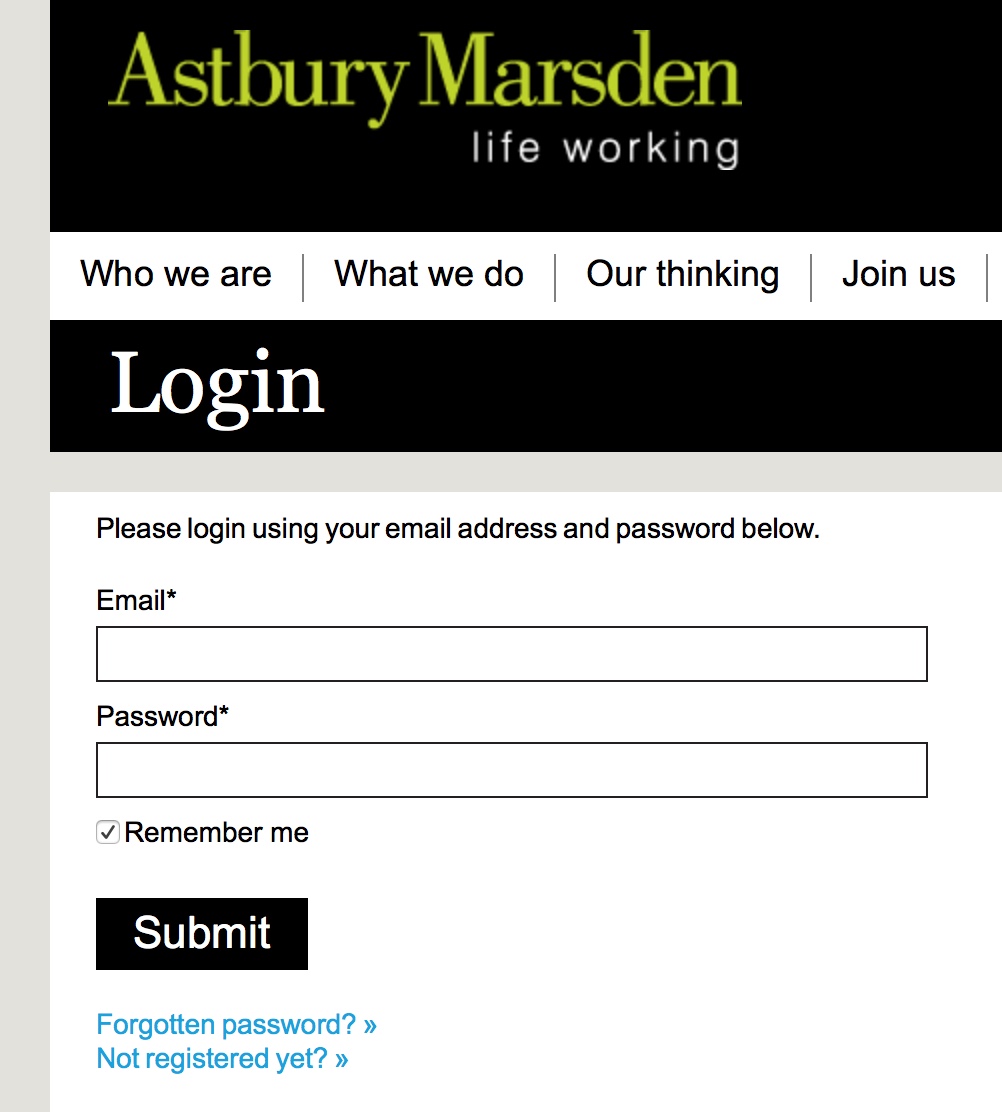 Astbury Marsden
life working
Who we are What we do Our thinking Join us
Login
Please login using your email address and password below.
Email*
Password*
Remember me
Submit
Forgotten password? »
Not registered yet? »